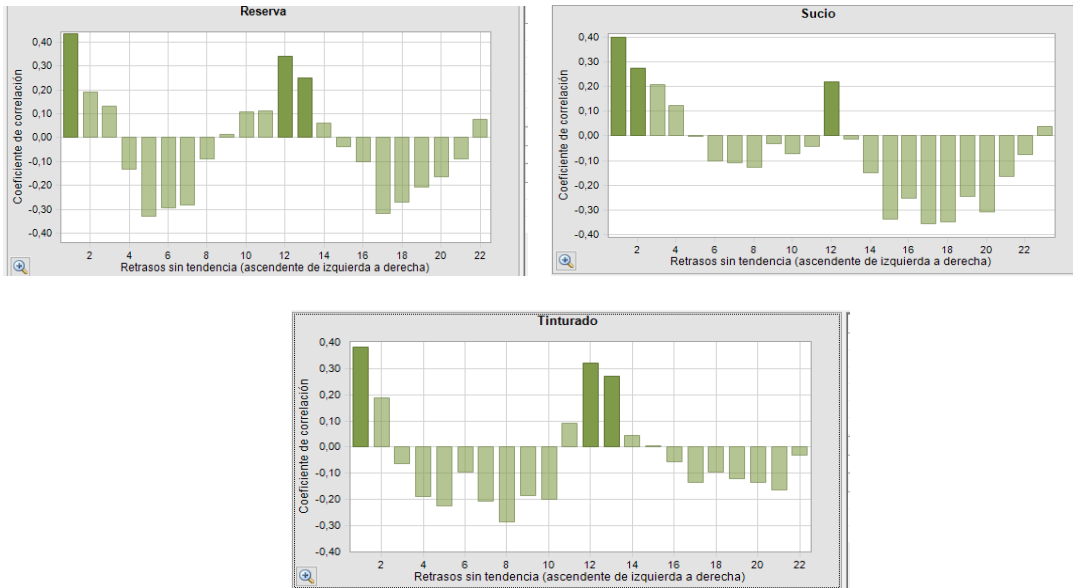 Reserva
Coeficiente de correlación
0,40
0,30
0,20
0,10
0,00
-0,10
-0,20
-0,30
-0,40
2 4 6 8 10 12 14 16 18 20 22
Retrasos sin tendencia (ascendente de izquierda a derecha)
Sucio
Coeficiente de correlación
0,40
0,30
0,20
0,10
0,00
-0,10
-0,20
-0,30
-0,40
2 4 6 8 10 12 14 16 18 20 22
Retrasos sin tendencia (ascendente de izquierda a derecha)
Tinturado
Coeficiente de correlación
0,40
0,30
0,20
0,10
0,00
-0,10
-0,20
-0,30
-0,40
2 4 6 8 10 12 14 16 18 20 22
Retrasos sin tendencia (ascendente de izquierda a derecha)